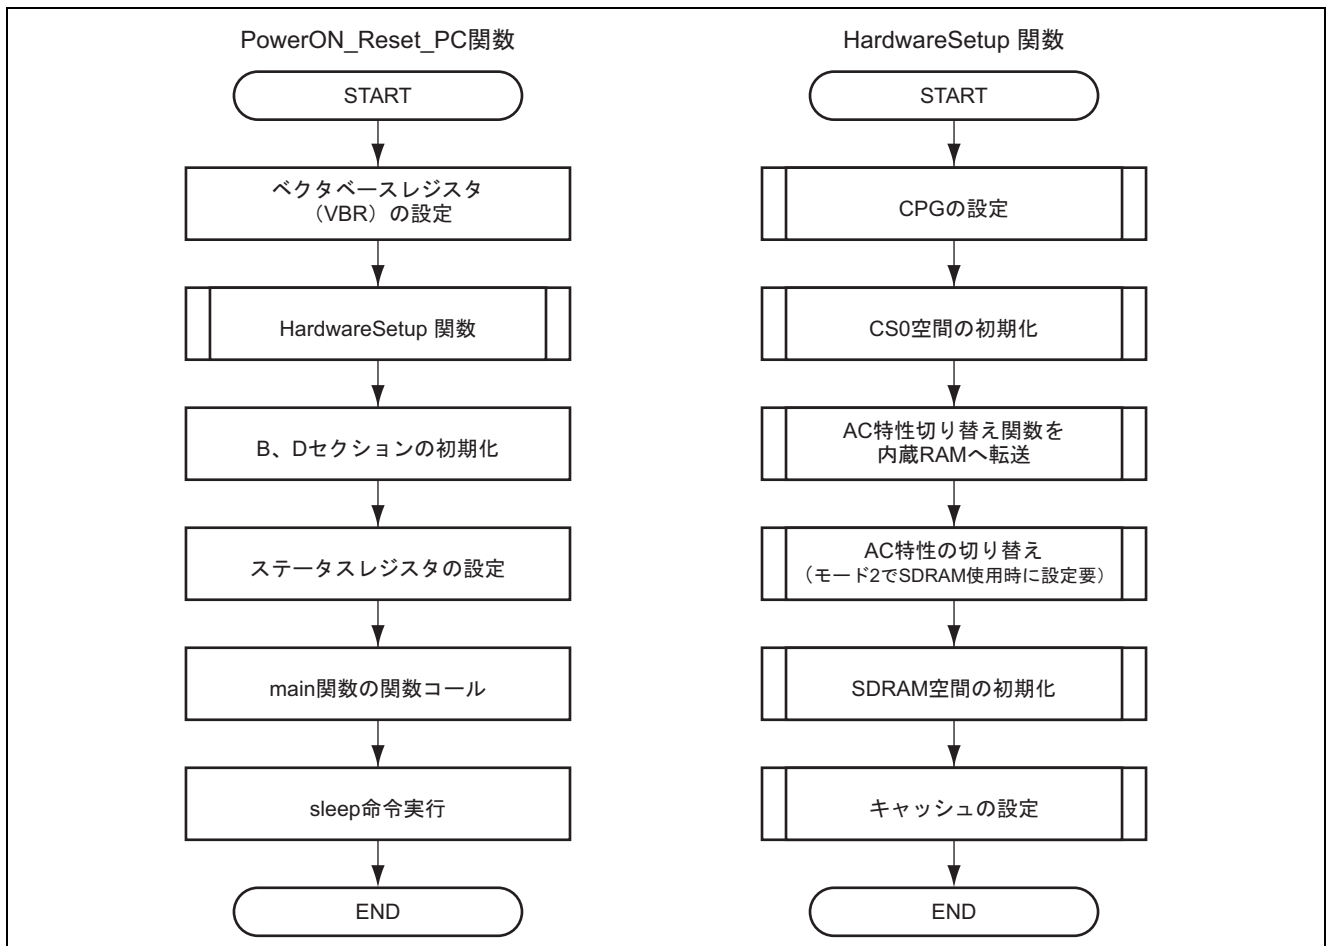 PowerON_Reset_PC関数
START
ベクタベースレジスタ
（VBR）の設定
HardwareSetup 関数
B、Dセクションの初期化
ステータスレジスタの設定
main関数の関数コール
sleep命令実行
END
HardwareSetup 関数
START
CPGの設定
CS0空間の初期化
AC特性切り替え関数を
内蔵RAMへ転送
AC特性の切り替え
（モード2でSDRAM使用時に設定要）
SDRAM空間の初期化
キャッシュの設定
END